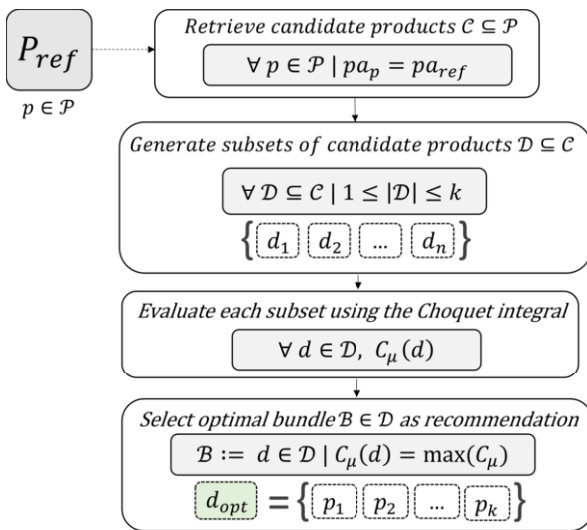 P_ref
p ∈ 𝒫
Retrieve candidate products 𝒞 ⊆ 𝒫
∀ p ∈ 𝒫 | pa_p = pa_ref
Generate subsets of candidate products 𝒟 ⊆ 𝒞
∀ 𝒟 ⊆ 𝒞 | 1 ≤ |𝒟| ≤ k
{ d_1 d_2 ... d_n }
Evaluate each subset using the Choquet integral
∀ d ∈ 𝒟, C_μ(d)
Select optimal bundle ℬ ∈ 𝒟 as recommendation
ℬ := d ∈ 𝒟 | C_μ(d) = max(C_μ)
d_opt = { p_1 p_2 ... p_k }